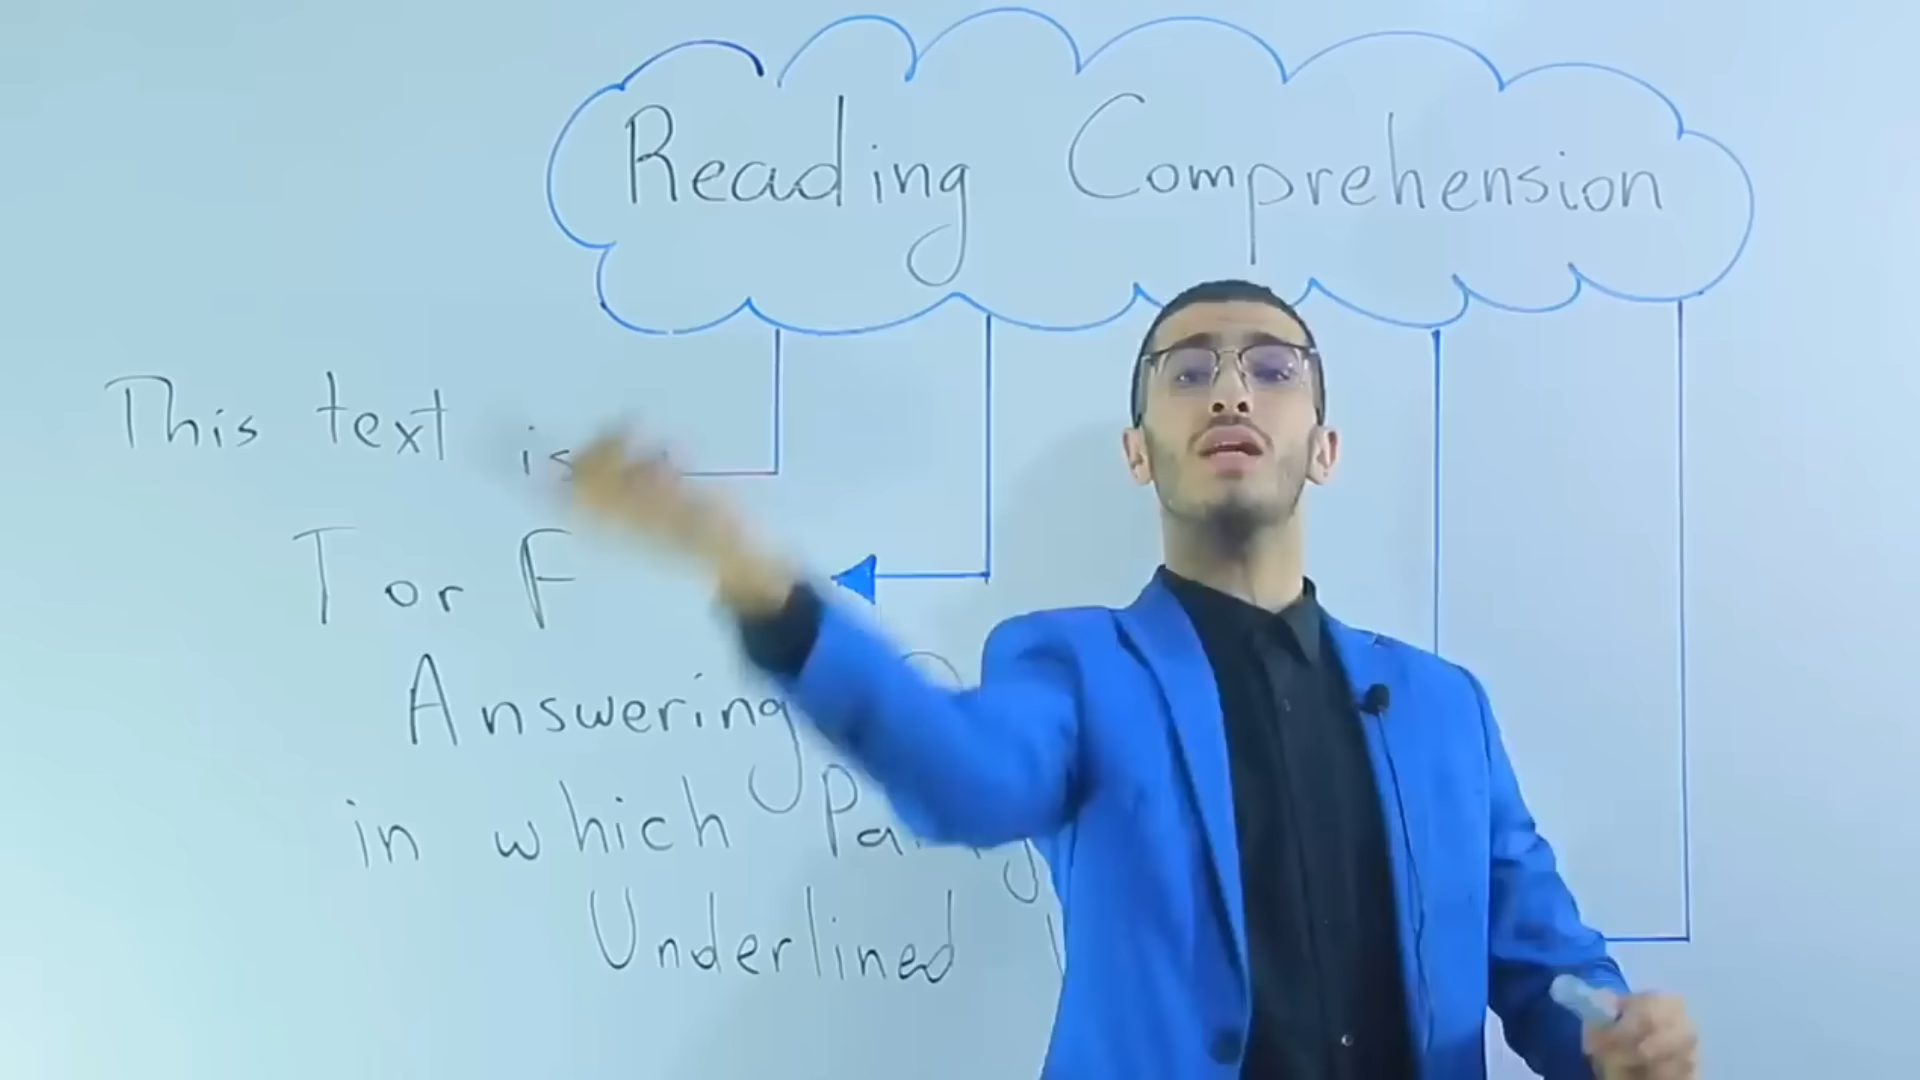 Reading Comprehension
This text is
T or F
Answering
in which
Underlined